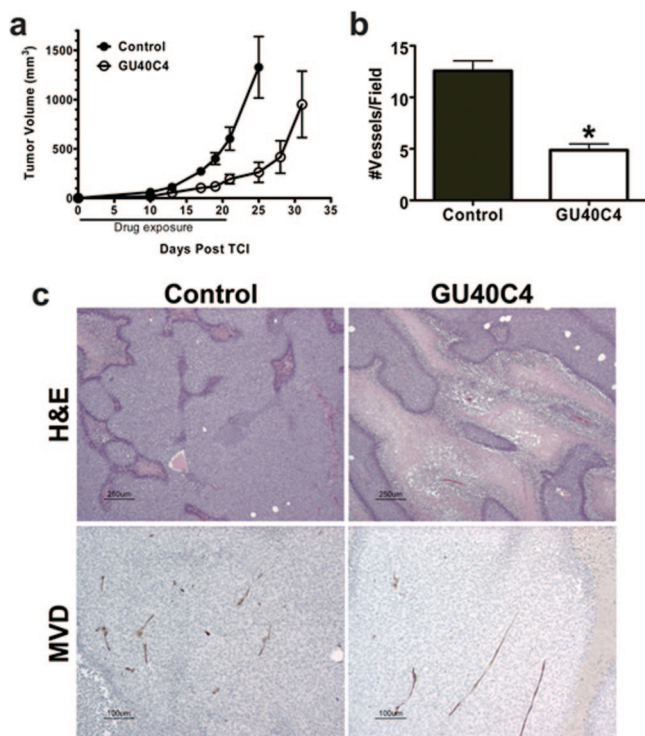 a
Tumor Volume (mm³)
1500
1000
500
0
Control
GU40C4
0 5 10 15 20 25 30 35
Drug exposure
Days Post TCI
b
#Vessels/Field
15
10
5
0
*
Control GU40C4
c
Control GU40C4
H&E
250um 250um
MVD
100um 100um